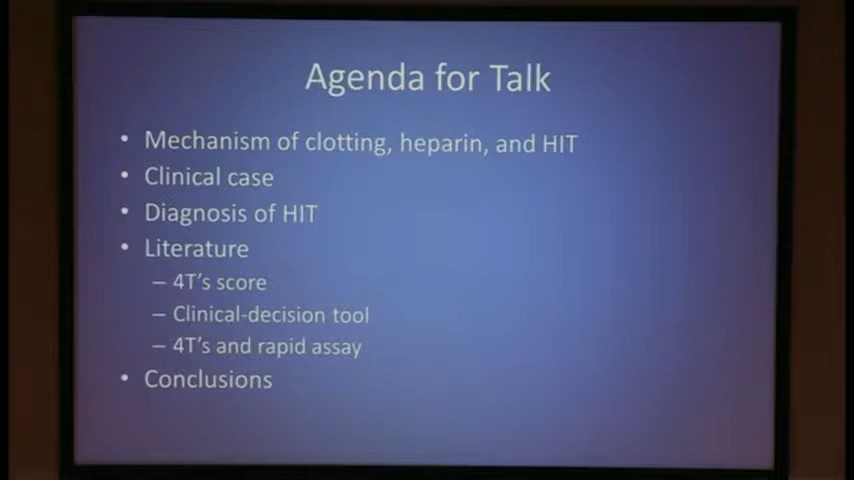 Agenda for Talk
• Mechanism of clotting, heparin, and HIT
• Clinical case
• Diagnosis of HIT
• Literature
– 4T's score
– Clinical-decision tool
– 4T's and rapid assay
• Conclusions